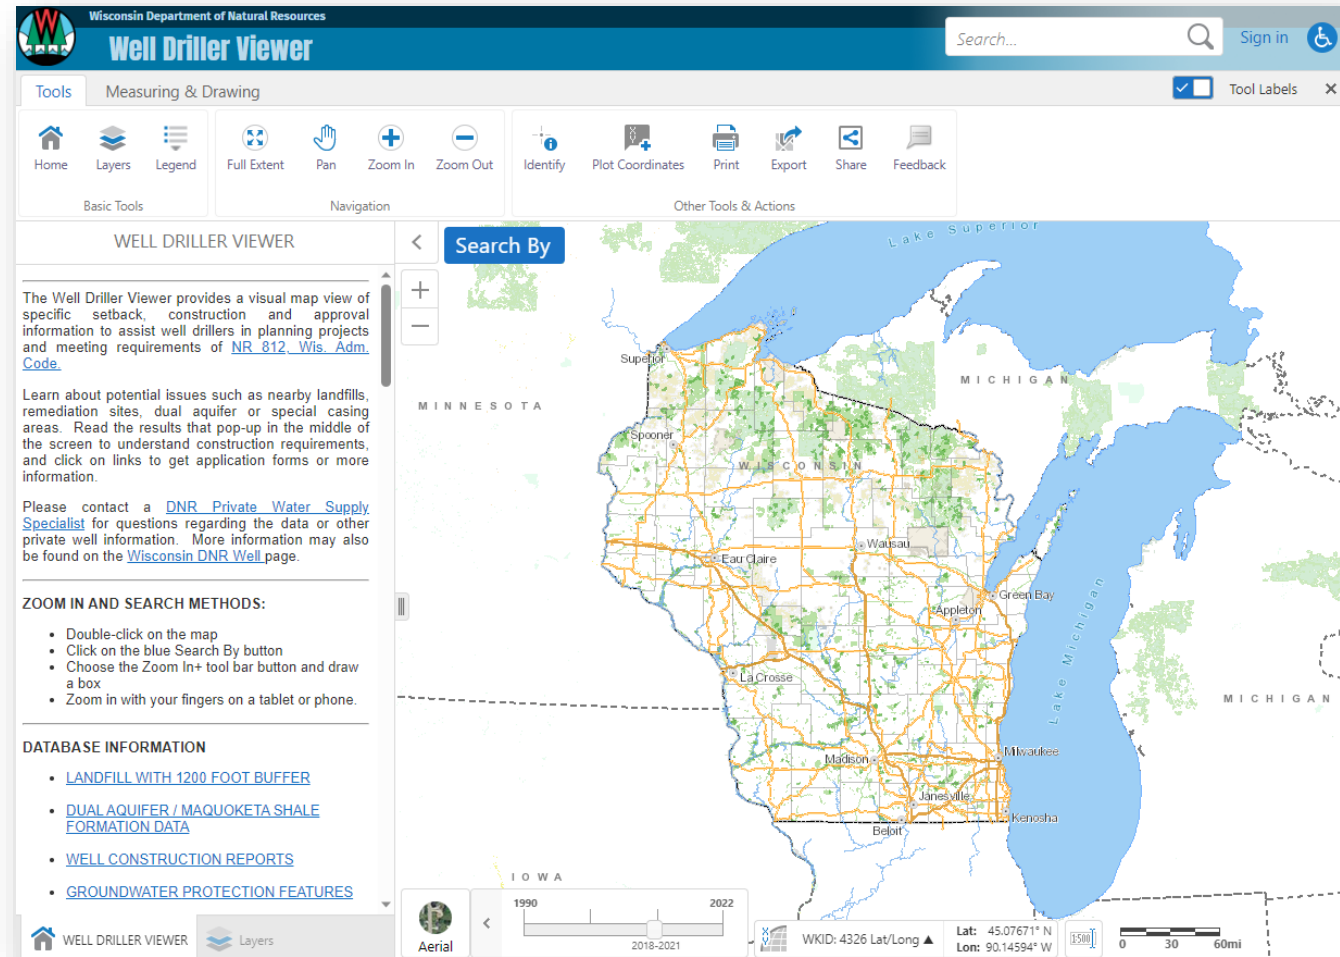 Wisconsin Department of Natural Resources
Well Driller Viewer
Search...
Sign in
Tools
Measuring & Drawing
Tool Labels
Home
Layers
Legend
Full Extent
Pan
Zoom In
Zoom Out
Identify
Plot Coordinates
Print
Export
Share
Feedback
Basic Tools
Navigation
Other Tools & Actions
WELL DRILLER VIEWER
Search By
The Well Driller Viewer provides a visual map view of
specific setback, construction and approval
information to assist well drillers in planning projects
and meeting requirements of NR 812, Wis. Adm.
Code.
Learn about potential issues such as nearby landfills,
remediation sites, dual aquifer or special casing
areas. Read the results that pop-up in the middle of
the screen to understand construction requirements,
and click on links to get application forms or more
information.
Please contact a DNR Private Water Supply
Specialist for questions regarding the data or other
private well information. More information may also
be found on the Wisconsin DNR Well page.
ZOOM IN AND SEARCH METHODS:
• Double-click on the map
• Click on the blue Search By button
• Choose the Zoom In+ tool bar button and draw
a box
• Zoom in with your fingers on a tablet or phone.
DATABASE INFORMATION
• LANDFILL WITH 1200 FOOT BUFFER
• DUAL AQUIFER / MAQUOKETA SHALE
FORMATION DATA
• WELL CONSTRUCTION REPORTS
• GROUNDWATER PROTECTION FEATURES
WELL DRILLER VIEWER
Layers
Lake Superior
Superior
MICHIGAN
MINNESOTA
Spooner
WISCONSIN
Wausau
Eau Claire
Green Bay
Appleton
Lake Michigan
La Crosse
MICHIGAN
Milwaukee
Madison
Janesville
Kenosha
Beloit
IOWA
Aerial
1990
2022
2018-2021
WKID: 4326 Lat/Long ▲
Lat: 45.07671° N
Lon: 90.14594° W
1:500
0 30 60mi